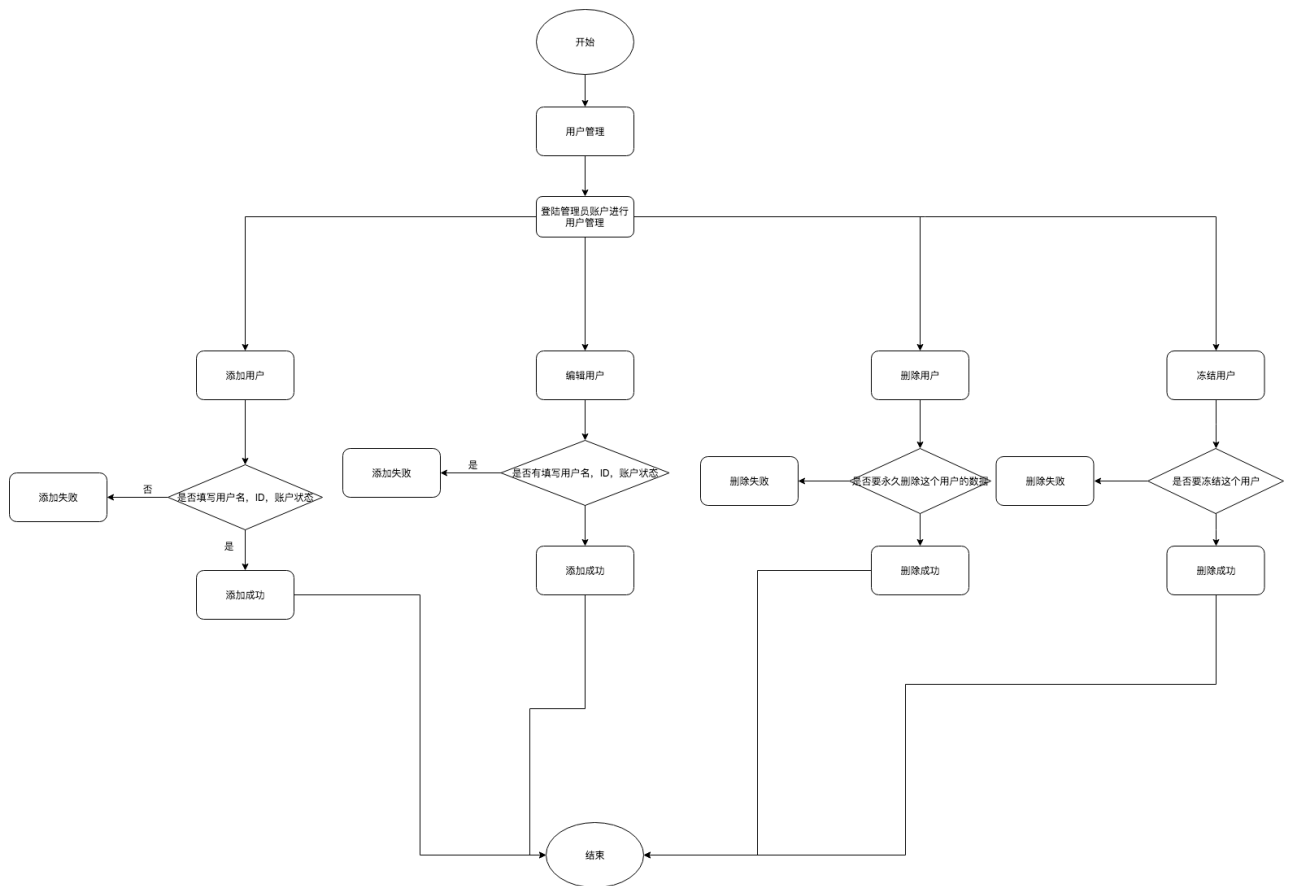 开始
用户管理
登陆管理员账户进行
用户管理
添加用户
编辑用户
删除用户
冻结用户
添加失败
否
是否填写用户名，ID，账户状态
是
添加成功
添加失败
是
是否有填写用户名，ID，账户状态
添加成功
删除失败
是否要永久删除这个用户的数据
删除成功
删除失败
是否要冻结这个用户
删除成功
结束